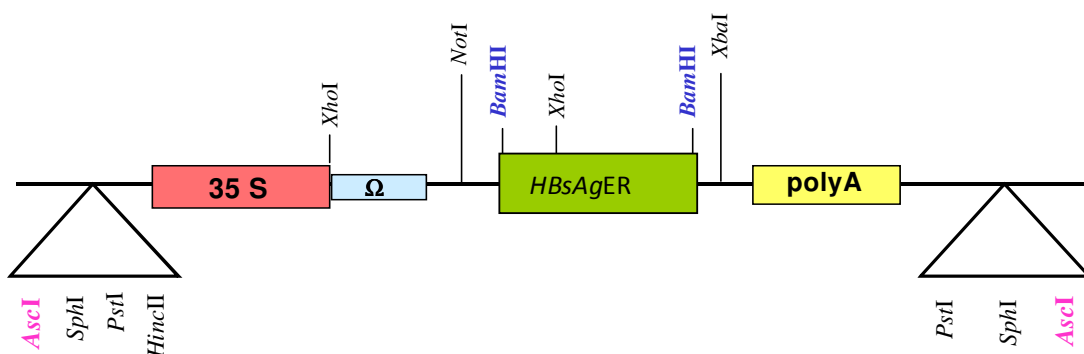 XhoI
NotI
BamHI
XhoI
BamHI
XbaI
35 S
Ω
HBsAgER
polyA
AscI
SphI
PstI
HincII
PstI
SphI
AscI